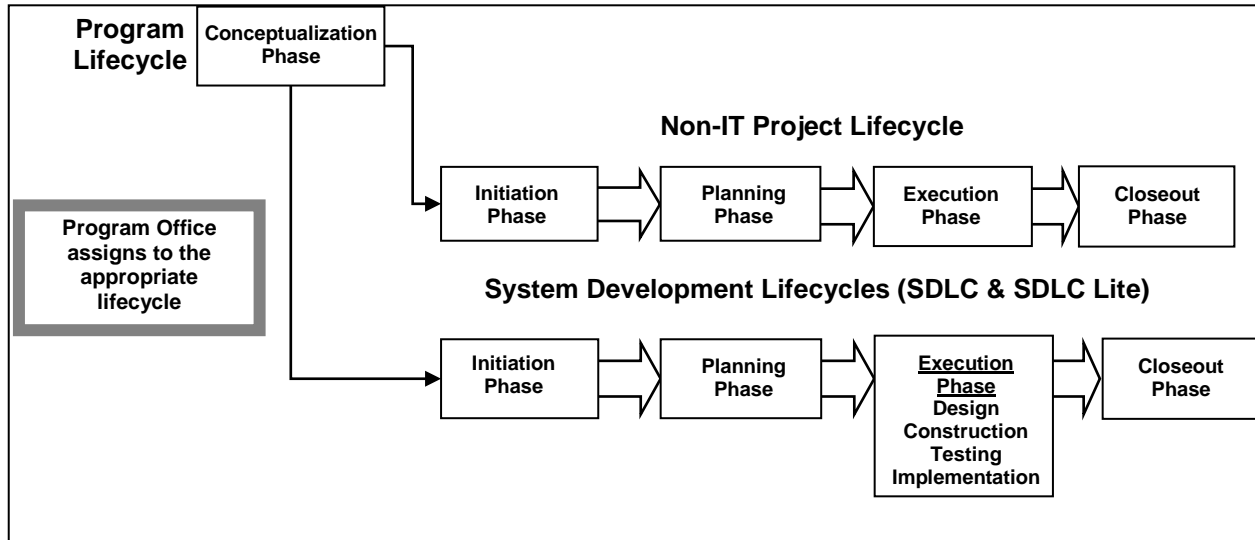 Program
Lifecycle
Conceptualization
Phase
Non-IT Project Lifecycle
Initiation
Phase
Planning
Phase
Execution
Phase
Closeout
Phase
Program Office
assigns to the
appropriate
lifecycle
System Development Lifecycles (SDLC & SDLC Lite)
Initiation
Phase
Planning
Phase
Execution
Phase
Design
Construction
Testing
Implementation
Closeout
Phase